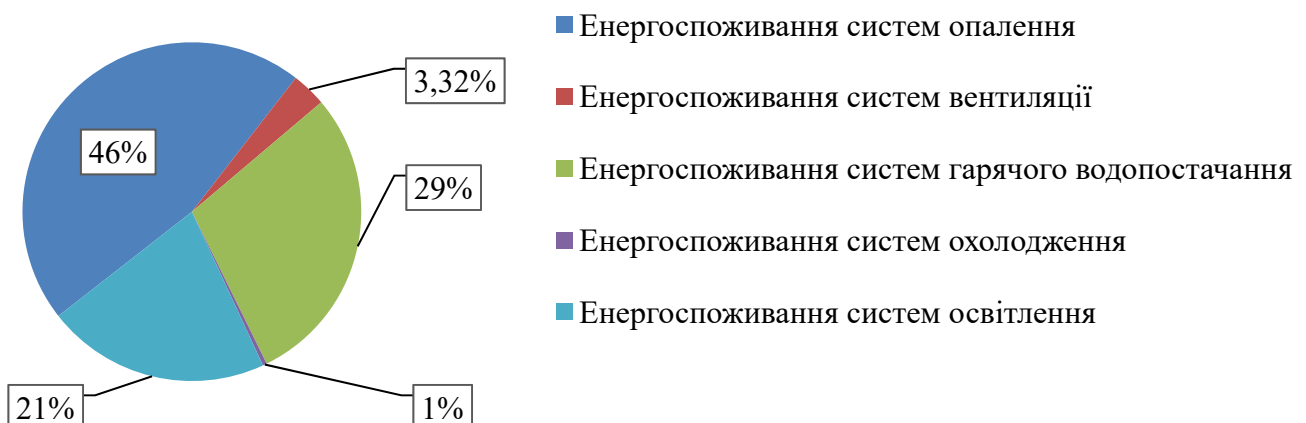 Енергоспоживання систем опалення
3,32%
Енергоспоживання систем вентиляції
46%
Енергоспоживання систем гарячого водопостачання
29%
Енергоспоживання систем охолодження
Енергоспоживання систем освітлення
21%
1%